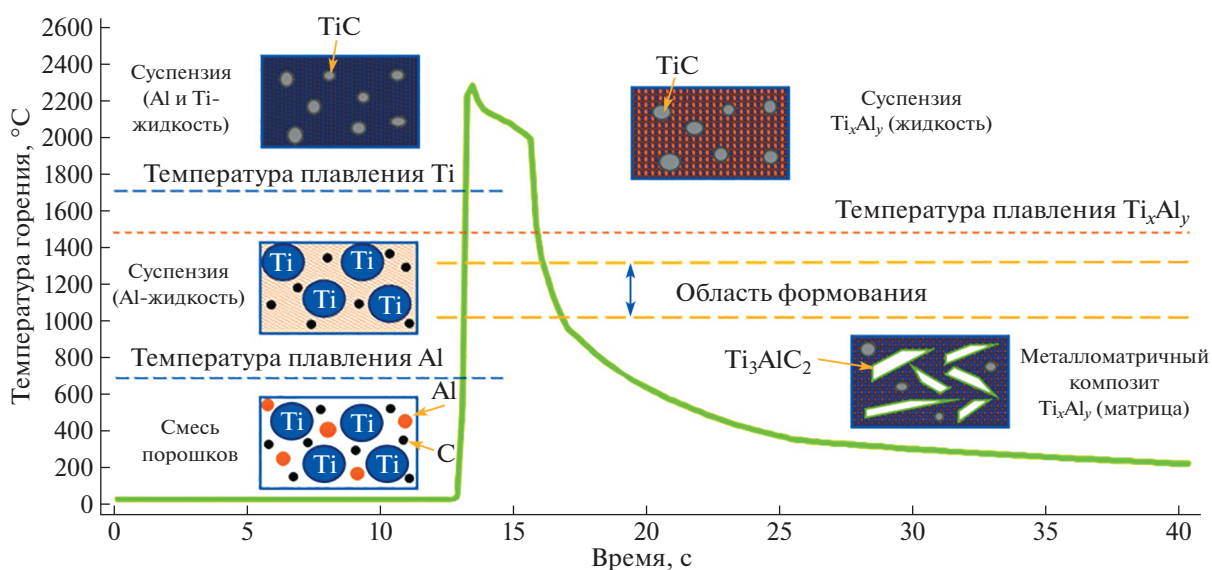 Температура горения, °C
2600
2400
2200
2000
1800
1600
1400
1200
1000
800
600
400
200
0
TiC
Суспензия
(Al и Ti-
жидкость)
TiC
Суспензия
TiₓAlᵧ (жидкость)
Температура плавления Ti
Температура плавления TiₓAlᵧ
Суспензия
(Al-жидкость)
Ti
Ti
Ti
Ti
Область формования
Температура плавления Al
Ti₃AlC₂
Металломатричный
композит
TiₓAlᵧ (матрица)
Смесь
порошков
Ti
Ti
Ti
Ti
Al
C
0
5
10
15
20
25
30
35
40
Время, с